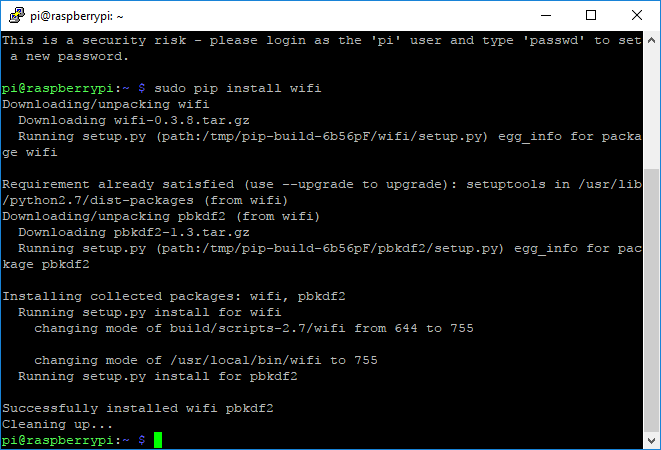 pi@raspberrypi: ~
This is a security risk - please login as the 'pi' user and type 'passwd' to set
 a new password.
pi@raspberrypi:~ $ sudo pip install wifi
Downloading/unpacking wifi
  Downloading wifi-0.3.8.tar.gz
  Running setup.py (path:/tmp/pip-build-6b56pF/wifi/setup.py) egg_info for packa
ge wifi
Requirement already satisfied (use --upgrade to upgrade): setuptools in /usr/lib
/python2.7/dist-packages (from wifi)
Downloading/unpacking pbkdf2 (from wifi)
  Downloading pbkdf2-1.3.tar.gz
  Running setup.py (path:/tmp/pip-build-6b56pF/pbkdf2/setup.py) egg_info for pac
kage pbkdf2
Installing collected packages: wifi, pbkdf2
  Running setup.py install for wifi
    changing mode of build/scripts-2.7/wifi from 644 to 755
    changing mode of /usr/local/bin/wifi to 755
  Running setup.py install for pbkdf2
Successfully installed wifi pbkdf2
Cleaning up...
pi@raspberrypi:~ $